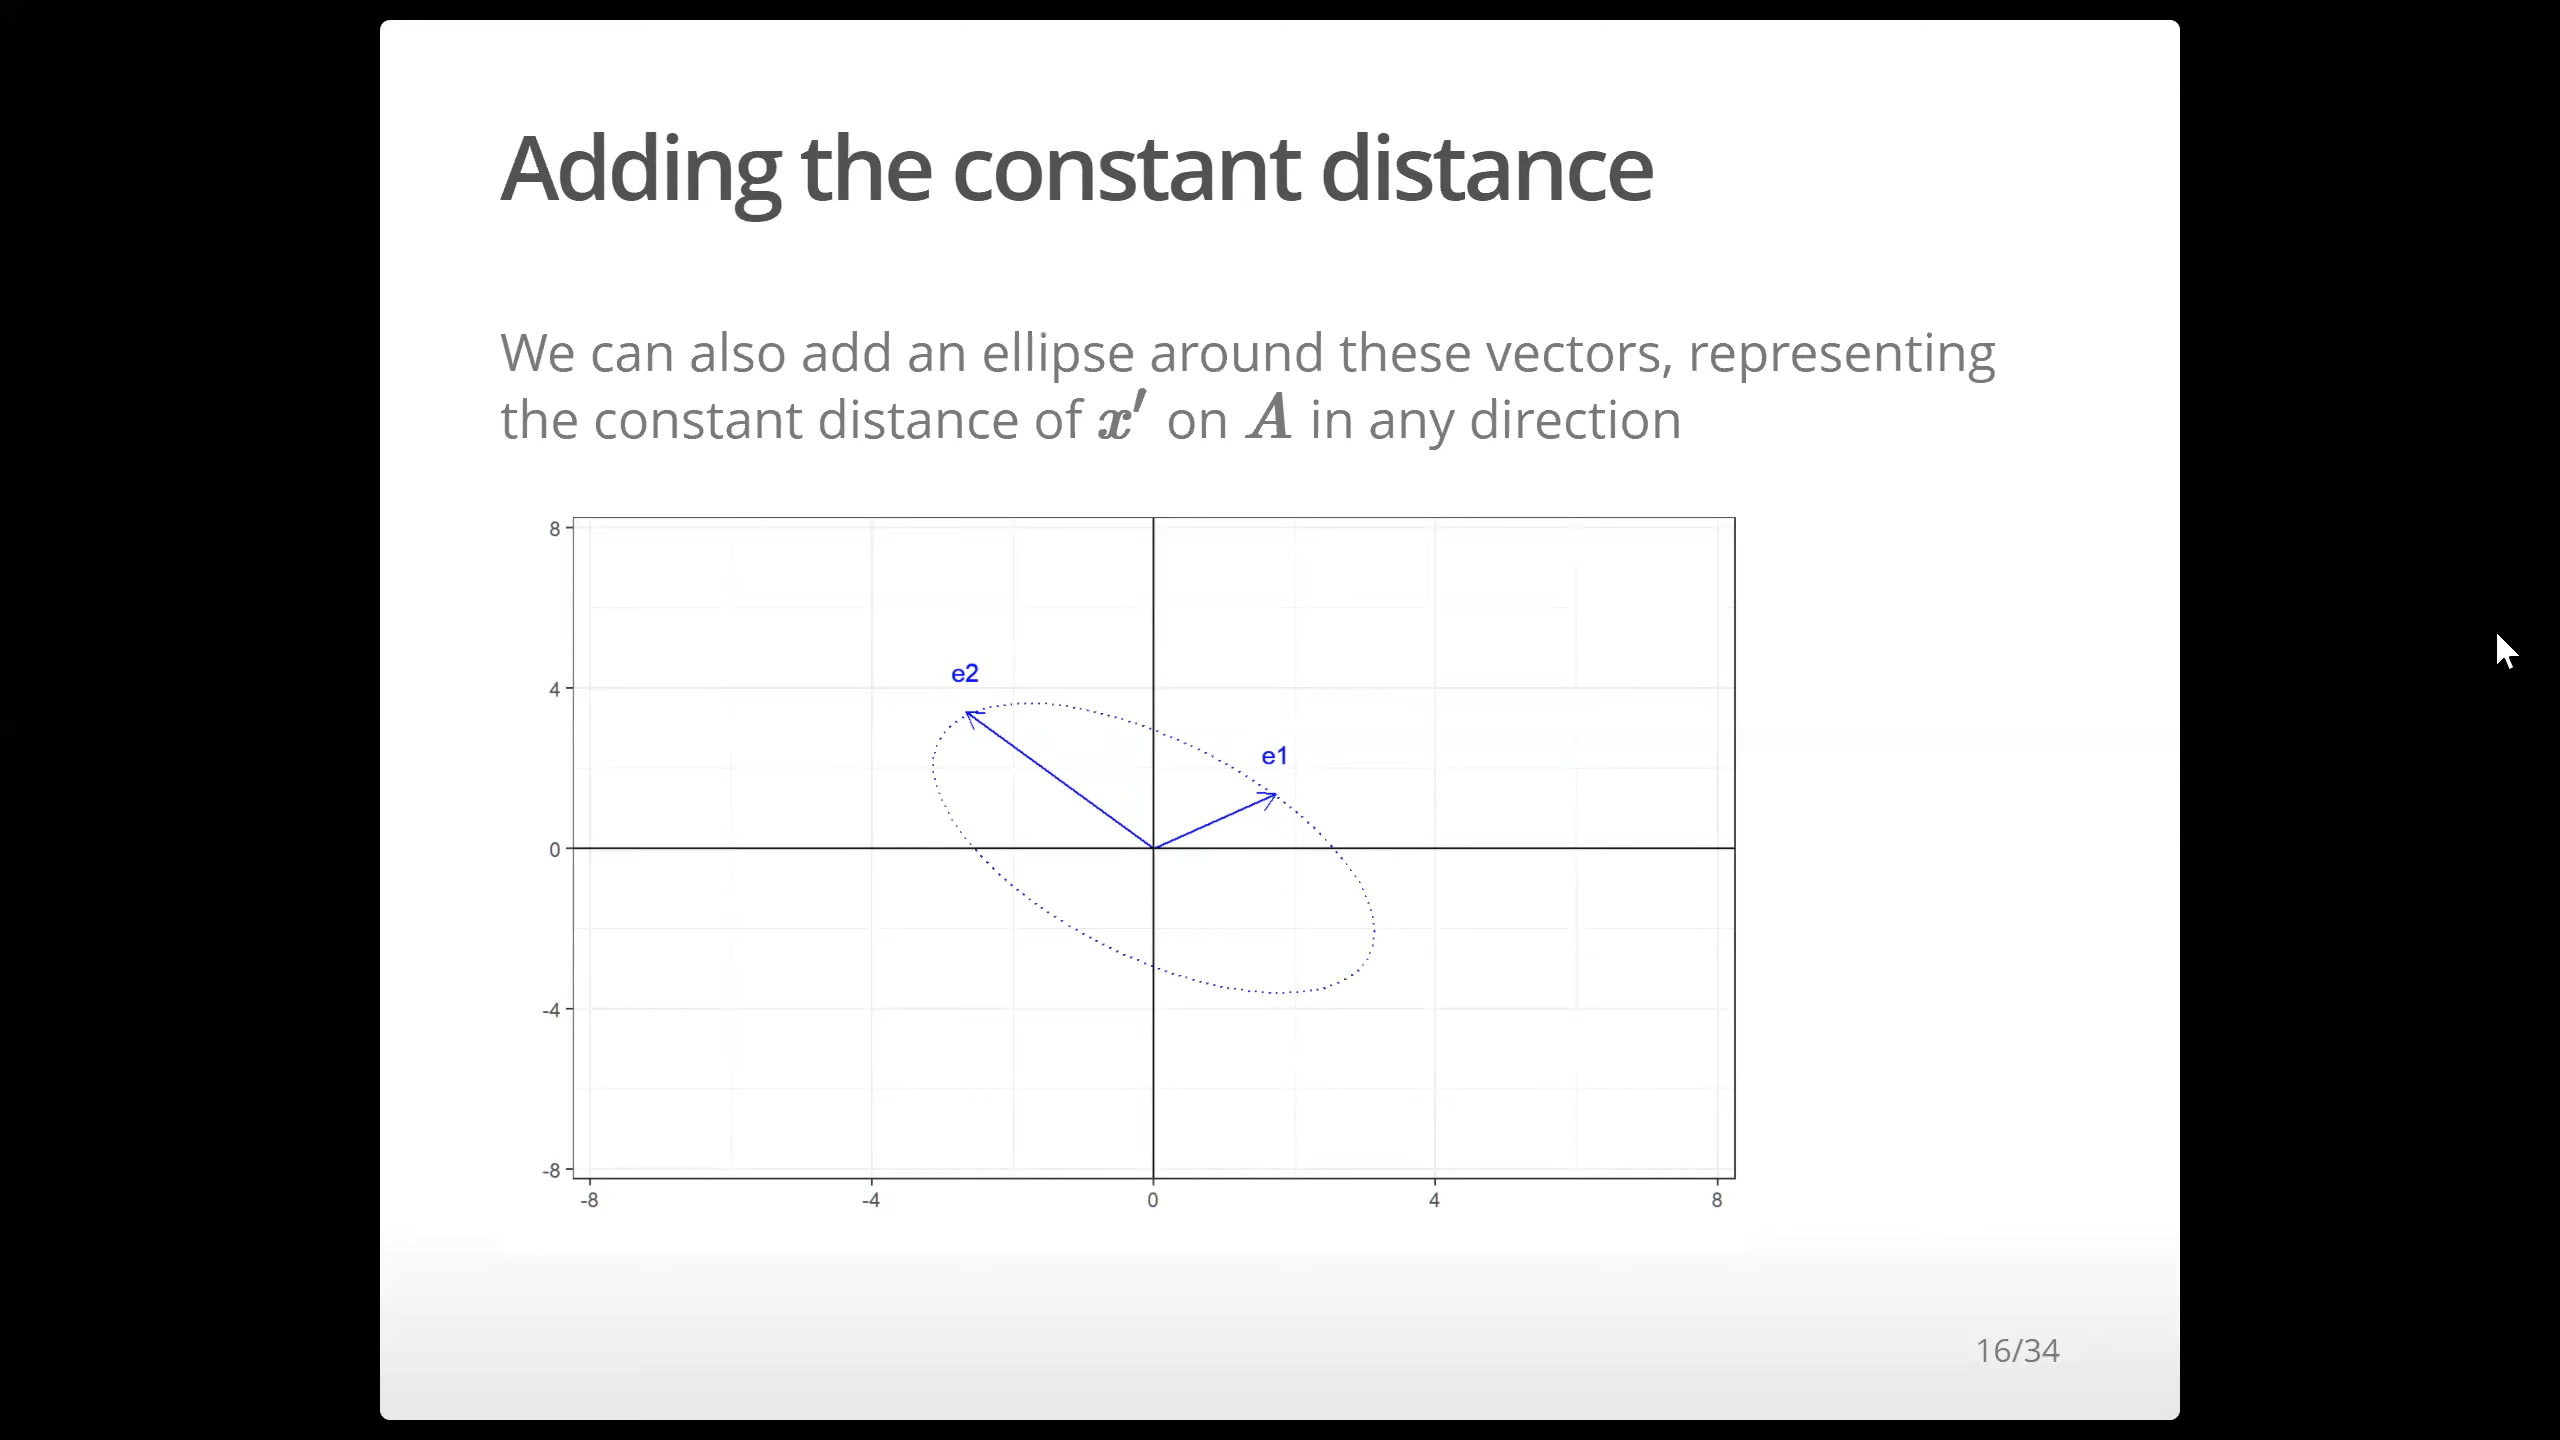 Adding the constant distance
We can also add an ellipse around these vectors, representing
the constant distance of x′ on A in any direction
8
e2
4
e1
0
-4
-8
-8 -4 0 4 8
16/34